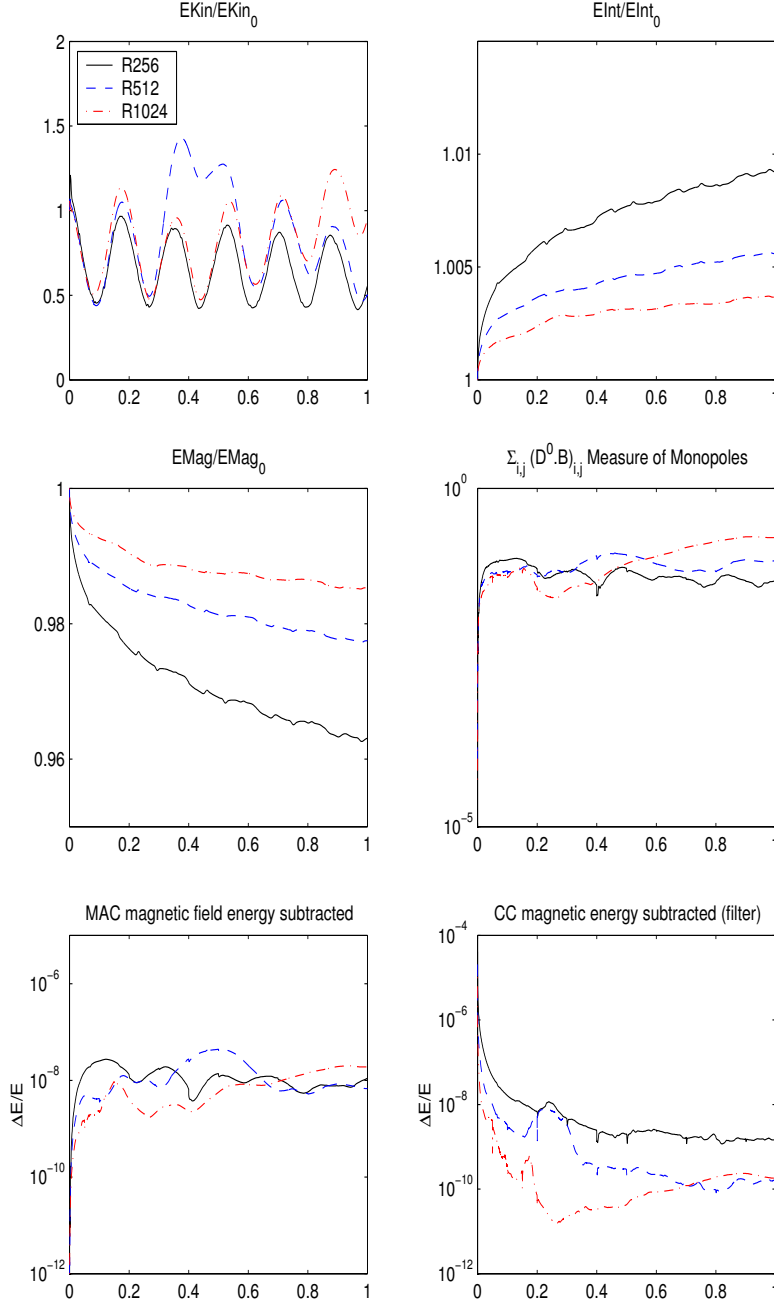 EKin/EKin₀
2
1.5
1
0.5
0
R256
R512
R1024
0 0.2 0.4 0.6 0.8 1
EInt/EInt₀
1.01
1.005
1
0 0.2 0.4 0.6 0.8 1
EMag/EMag₀
1
0.98
0.96
0 0.2 0.4 0.6 0.8 1
Σᵢ,ⱼ (D⁰.B)ᵢ,ⱼ Measure of Monopoles
10⁰
10⁻⁵
0 0.2 0.4 0.6 0.8 1
MAC magnetic field energy subtracted
ΔE/E
10⁻⁶
10⁻⁸
10⁻¹⁰
10⁻¹²
0 0.2 0.4 0.6 0.8 1
CC magnetic energy subtracted (filter)
ΔE/E
10⁻⁴
10⁻⁶
10⁻⁸
10⁻¹⁰
10⁻¹²
0 0.2 0.4 0.6 0.8 1